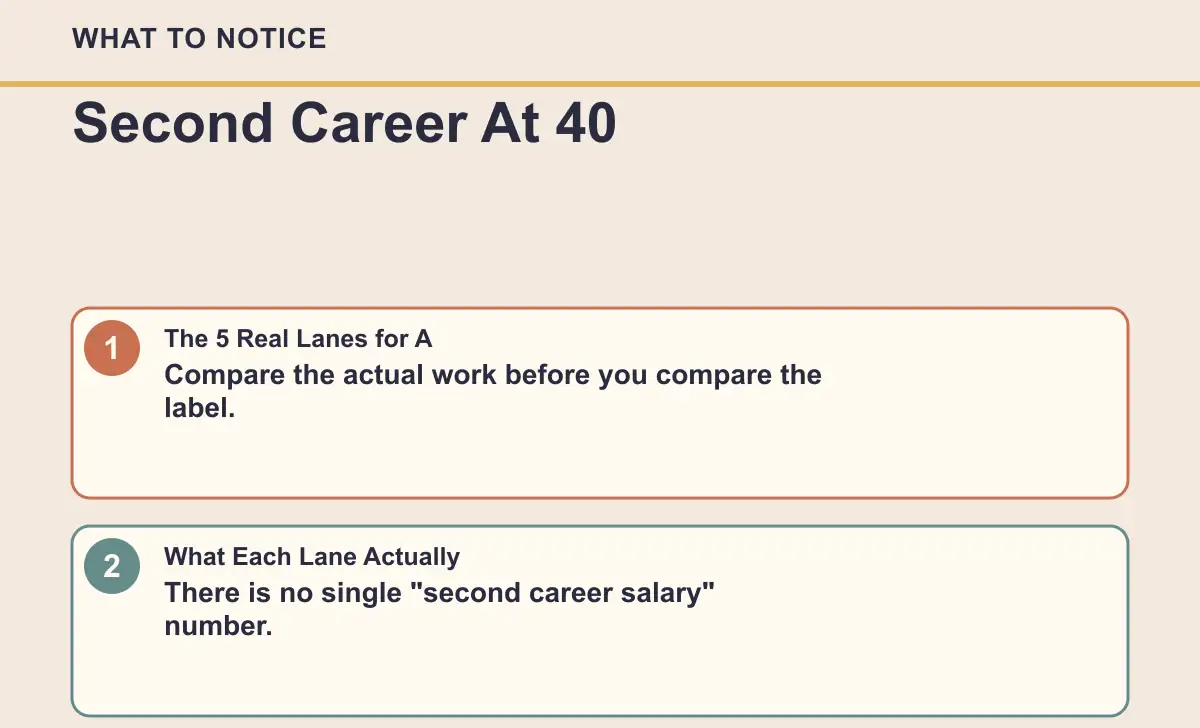 WHAT TO NOTICE
Second Career At 40
1
The 5 Real Lanes for A
Compare the actual work before you compare the
label.
2
What Each Lane Actually
There is no single "second career salary"
number.